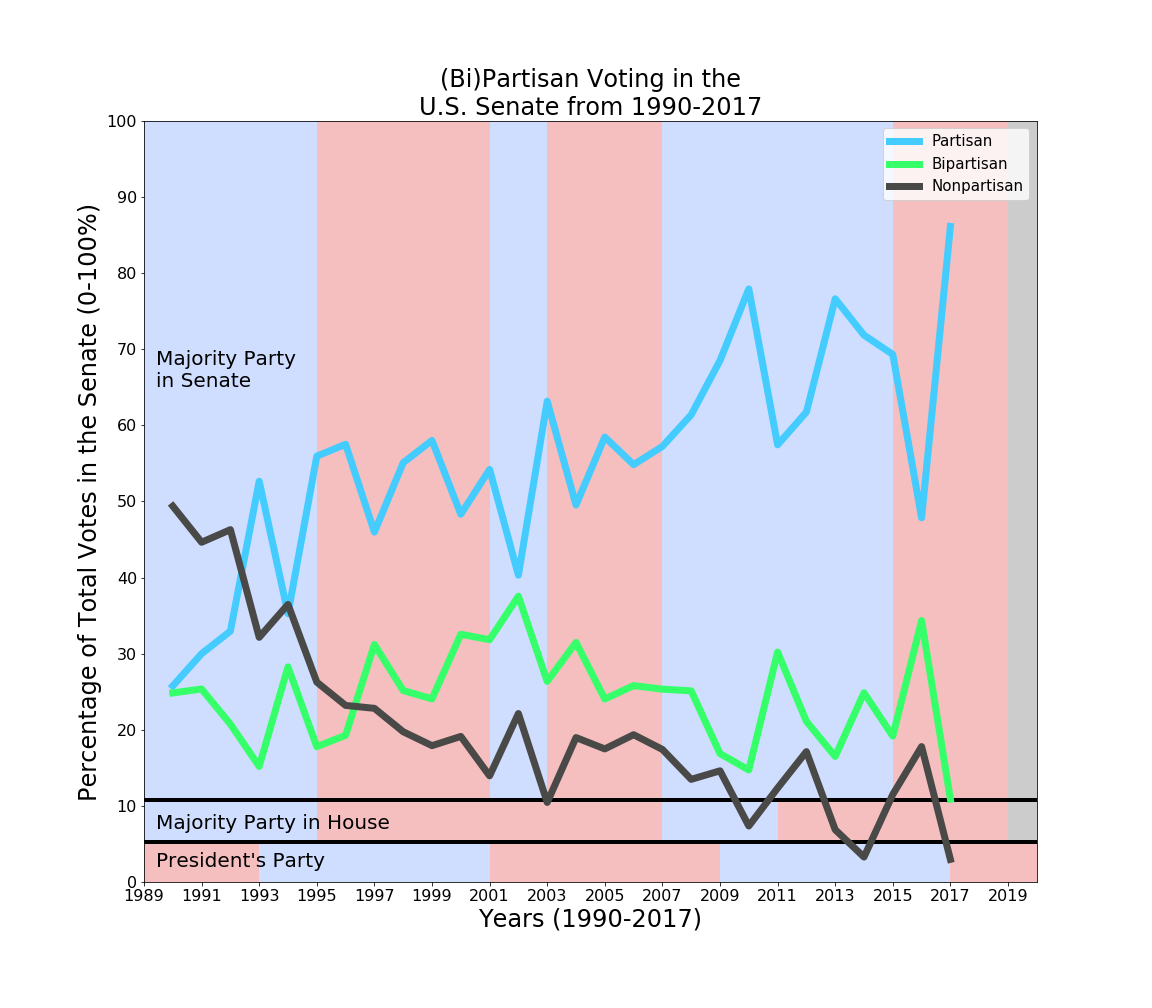 (Bi)Partisan Voting in the
U.S. Senate from 1990-2017
Percentage of Total Votes in the Senate (0-100%)
100
90
80
70
60
50
40
30
20
10
0
Partisan
Bipartisan
Nonpartisan
Majority Party
in Senate
Majority Party in House
President's Party
1989 1991 1993 1995 1997 1999 2001 2003 2005 2007 2009 2011 2013 2015 2017 2019
Years (1990-2017)